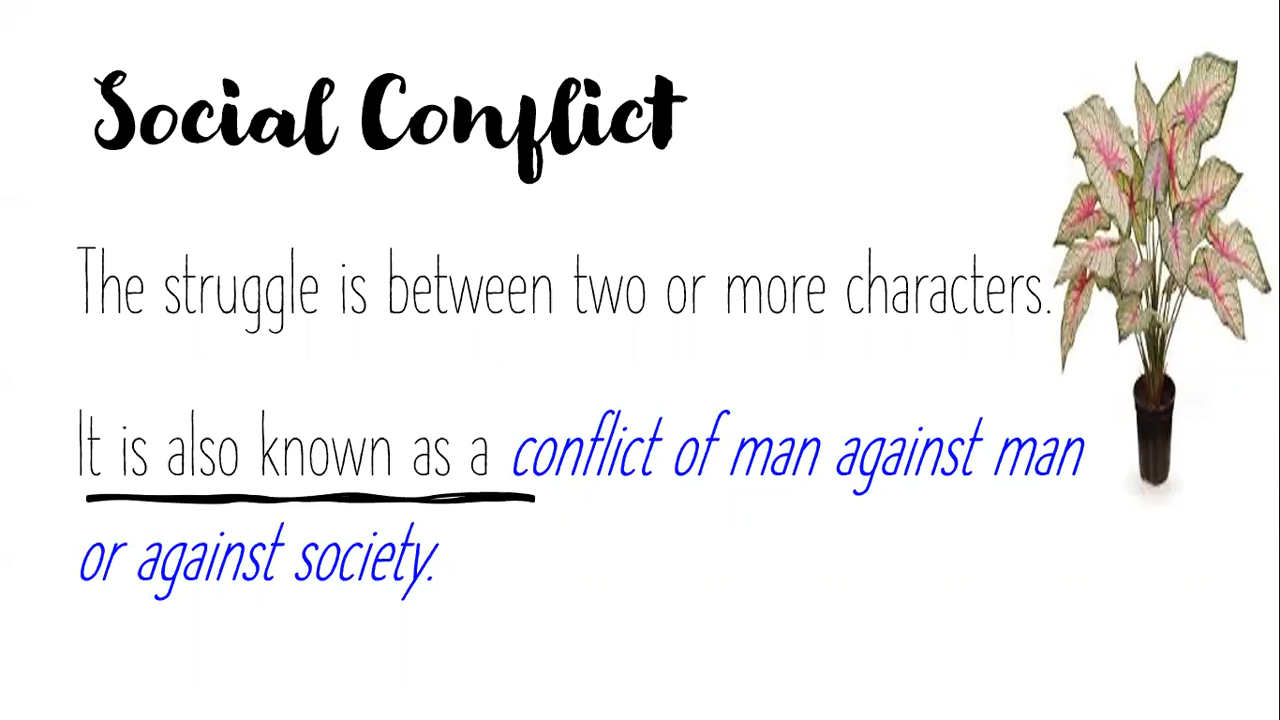 Social Conflict
The struggle is between two or more characters.
It is also known as a conflict of man against man
or against society.